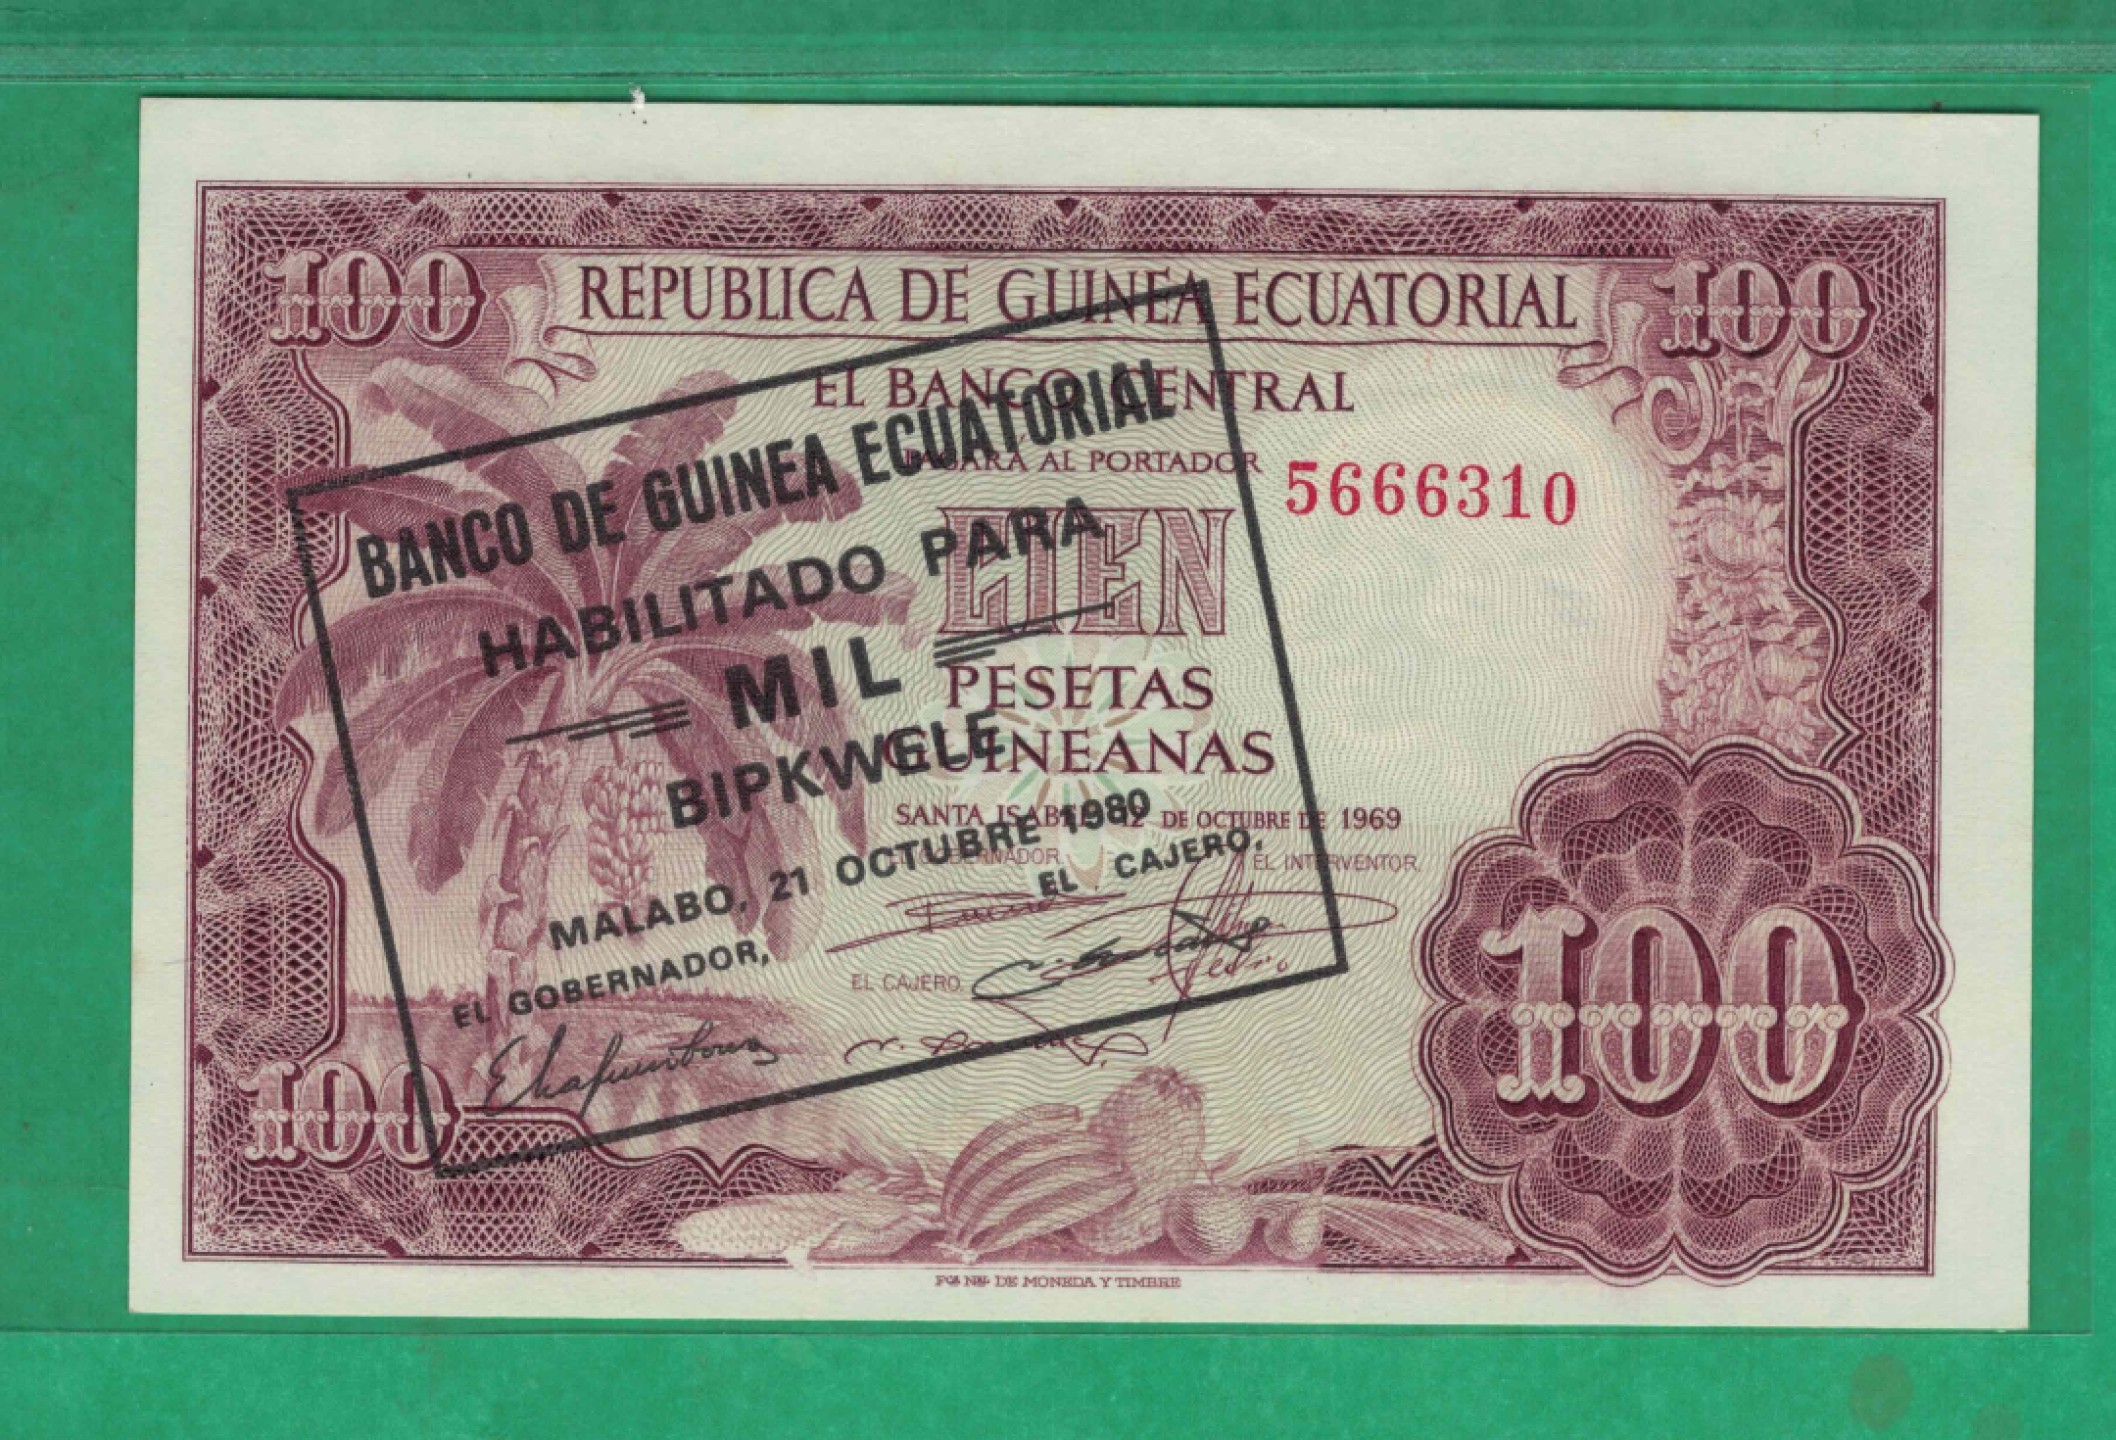 100 REPUBLICA DE GUINEA ECUATORIAL 100
EL BANCO CENTRAL
PAGARÁ AL PORTADOR
5666310
CIEN
PESETAS
GUINEANAS
SANTA ISABEL 12 DE OCTUBRE DE 1969
EL GOBERNADOR
EL INTERVENTOR
EL CAJERO
100
100
Fca. Nal. DE MONEDA Y TIMBRE
BANCO DE GUINEA ECUATORIAL
HABILITADO PARA
MIL
BIPKWELE
MALABO, 21 OCTUBRE 1980
EL GOBERNADOR,
EL CAJERO.